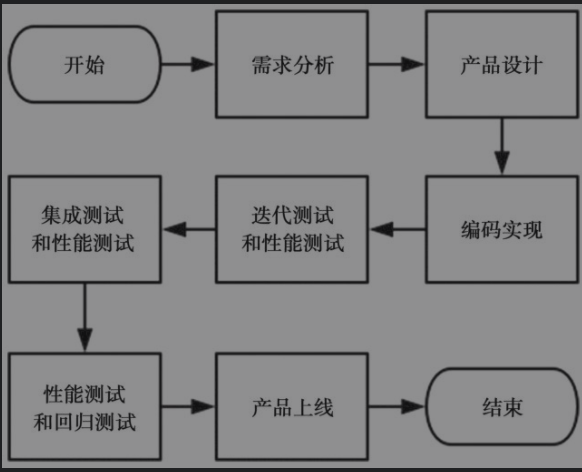 开始
需求分析
产品设计
编码实现
迭代测试
和性能测试
集成测试
和性能测试
性能测试
和回归测试
产品上线
结束